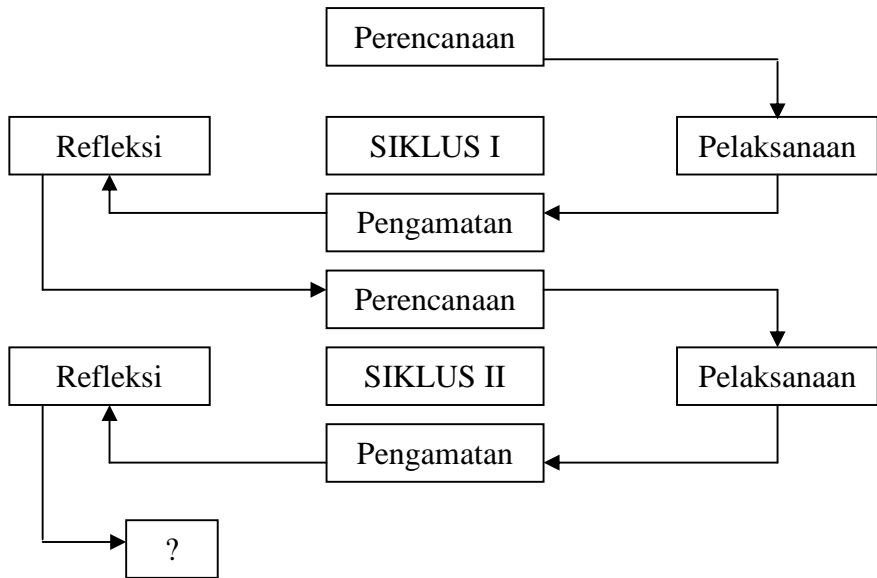 Perencanaan
Refleksi
SIKLUS I
Pelaksanaan
Pengamatan
Perencanaan
Refleksi
SIKLUS II
Pelaksanaan
Pengamatan
?